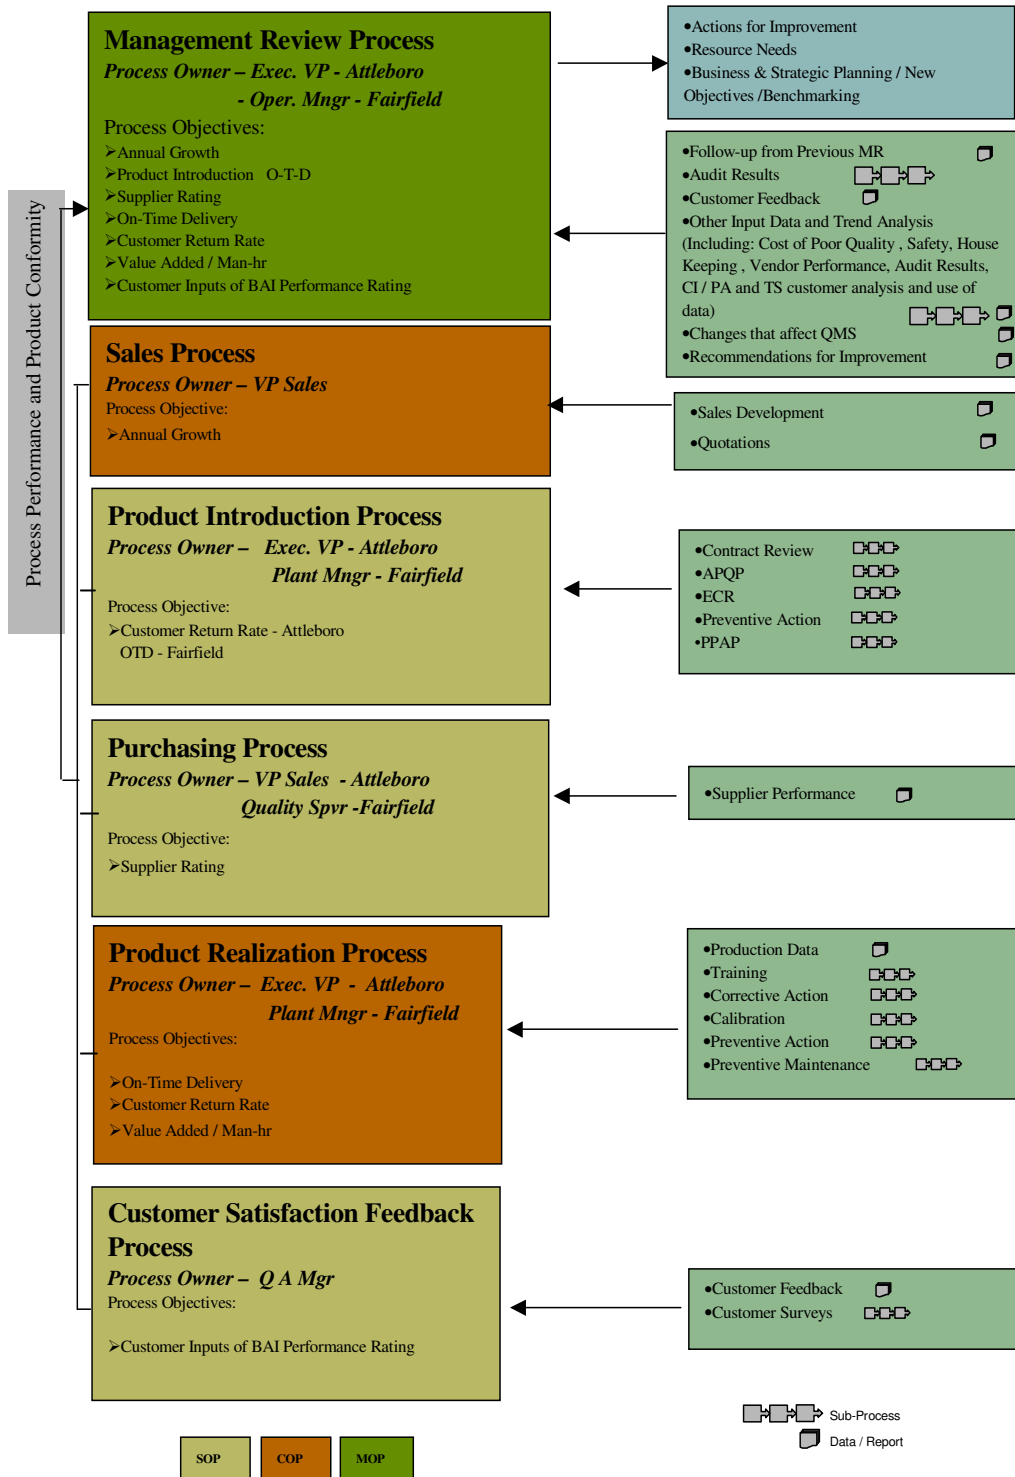 Process Performance and Product Conformity
Management Review Process
Process Owner – Exec. VP - Attleboro
- Oper. Mngr - Fairfield
Process Objectives:
➢Annual Growth
➢Product Introduction O-T-D
➢Supplier Rating
➢On-Time Delivery
➢Customer Return Rate
➢Value Added / Man-hr
➢Customer Inputs of BAI Performance Rating
•Actions for Improvement
•Resource Needs
•Business & Strategic Planning / New
Objectives /Benchmarking
•Follow-up from Previous MR
•Audit Results
•Customer Feedback
•Other Input Data and Trend Analysis
(Including: Cost of Poor Quality , Safety, House
Keeping , Vendor Performance, Audit Results,
CI / PA and TS customer analysis and use of
data)
•Changes that affect QMS
•Recommendations for Improvement
Sales Process
Process Owner – VP Sales
Process Objective:
➢Annual Growth
•Sales Development
•Quotations
Product Introduction Process
Process Owner – Exec. VP - Attleboro
Plant Mngr - Fairfield
Process Objective:
➢Customer Return Rate - Attleboro
OTD - Fairfield
•Contract Review
•APQP
•ECR
•Preventive Action
•PPAP
Purchasing Process
Process Owner – VP Sales - Attleboro
Quality Spvr -Fairfield
Process Objective:
➢Supplier Rating
•Supplier Performance
Product Realization Process
Process Owner – Exec. VP - Attleboro
Plant Mngr - Fairfield
Process Objectives:
➢On-Time Delivery
➢Customer Return Rate
➢Value Added / Man-hr
•Production Data
•Training
•Corrective Action
•Calibration
•Preventive Action
•Preventive Maintenance
Customer Satisfaction Feedback
Process
Process Owner – Q A Mgr
Process Objectives:
➢Customer Inputs of BAI Performance Rating
•Customer Feedback
•Customer Surveys
Sub-Process
Data / Report
SOP
COP
MOP